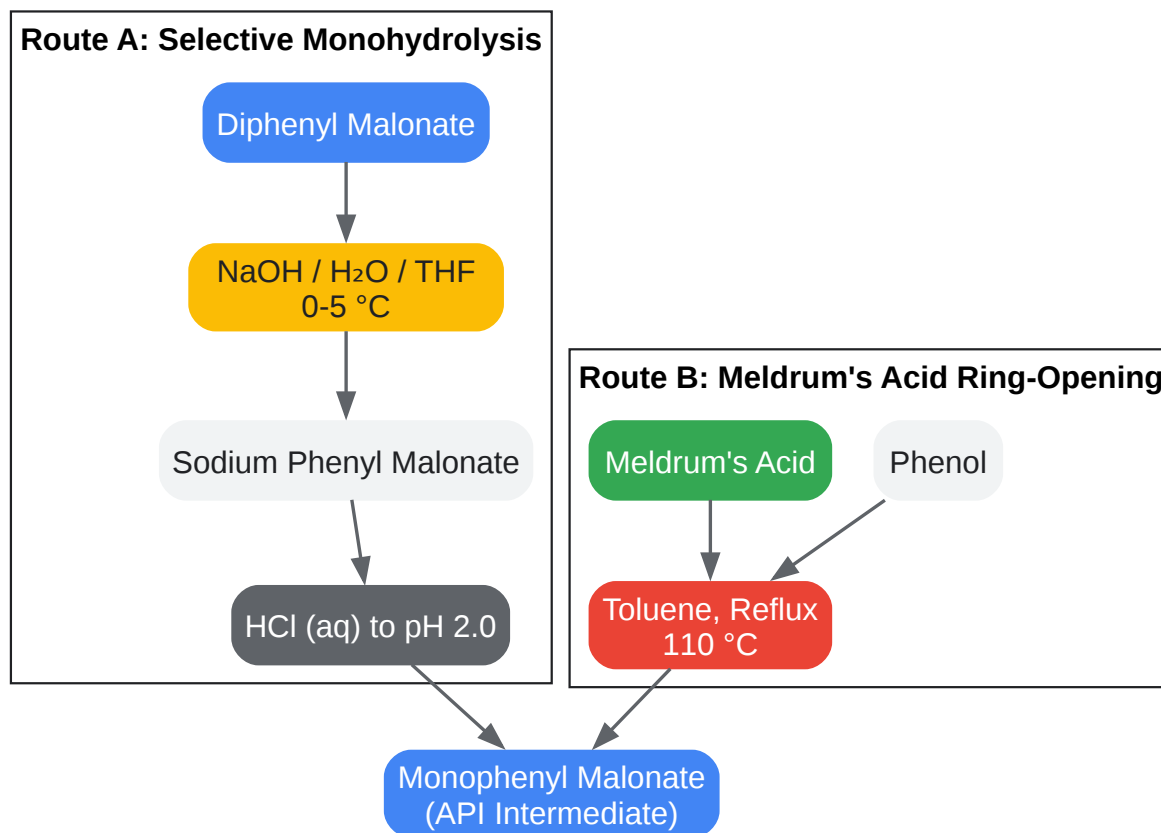 Route A: Selective Monohydrolysis
Diphenyl Malonate
NaOH / H₂O / THF
0-5 °C
Sodium Phenyl Malonate
HCl (aq) to pH 2.0
Route B: Meldrum's Acid Ring-Opening
Meldrum's Acid
Phenol
Toluene, Reflux
110 °C
Monophenyl Malonate
(API Intermediate)